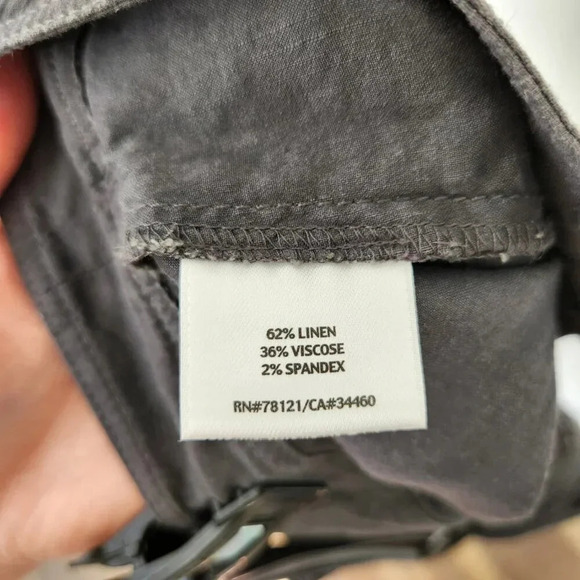 62% LINEN
36% VISCOSE
2% SPANDEX
RN#78121/CA#34460